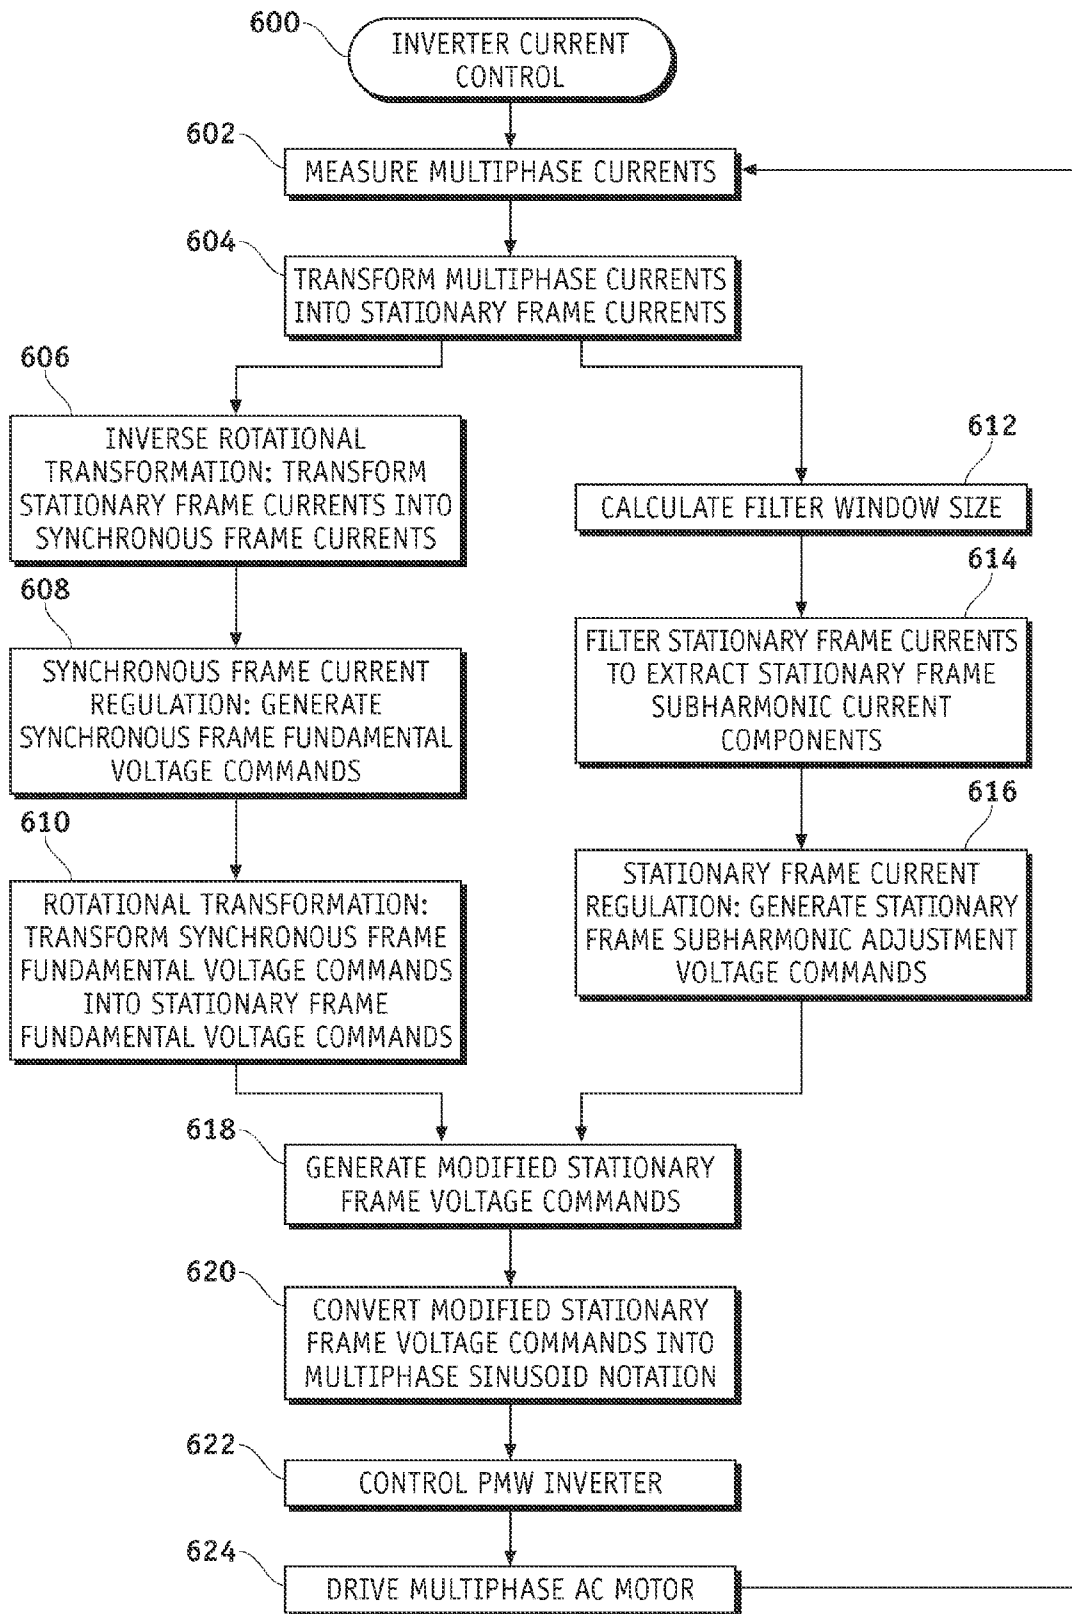 600
INVERTER CURRENT
CONTROL
602
MEASURE MULTIPHASE CURRENTS
604
TRANSFORM MULTIPHASE CURRENTS
INTO STATIONARY FRAME CURRENTS
606
INVERSE ROTATIONAL
TRANSFORMATION: TRANSFORM
STATIONARY FRAME CURRENTS INTO
SYNCHRONOUS FRAME CURRENTS
608
SYNCHRONOUS FRAME CURRENT
REGULATION: GENERATE
SYNCHRONOUS FRAME FUNDAMENTAL
VOLTAGE COMMANDS
610
ROTATIONAL TRANSFORMATION:
TRANSFORM SYNCHRONOUS FRAME
FUNDAMENTAL VOLTAGE COMMANDS
INTO STATIONARY FRAME
FUNDAMENTAL VOLTAGE COMMANDS
612
CALCULATE FILTER WINDOW SIZE
614
FILTER STATIONARY FRAME CURRENTS
TO EXTRACT STATIONARY FRAME
SUBHARMONIC CURRENT
COMPONENTS
616
STATIONARY FRAME CURRENT
REGULATION: GENERATE STATIONARY
FRAME SUBHARMONIC ADJUSTMENT
VOLTAGE COMMANDS
618
GENERATE MODIFIED STATIONARY
FRAME VOLTAGE COMMANDS
620
CONVERT MODIFIED STATIONARY
FRAME VOLTAGE COMMANDS INTO
MULTIPHASE SINUSOID NOTATION
622
CONTROL PMW INVERTER
624
DRIVE MULTIPHASE AC MOTOR